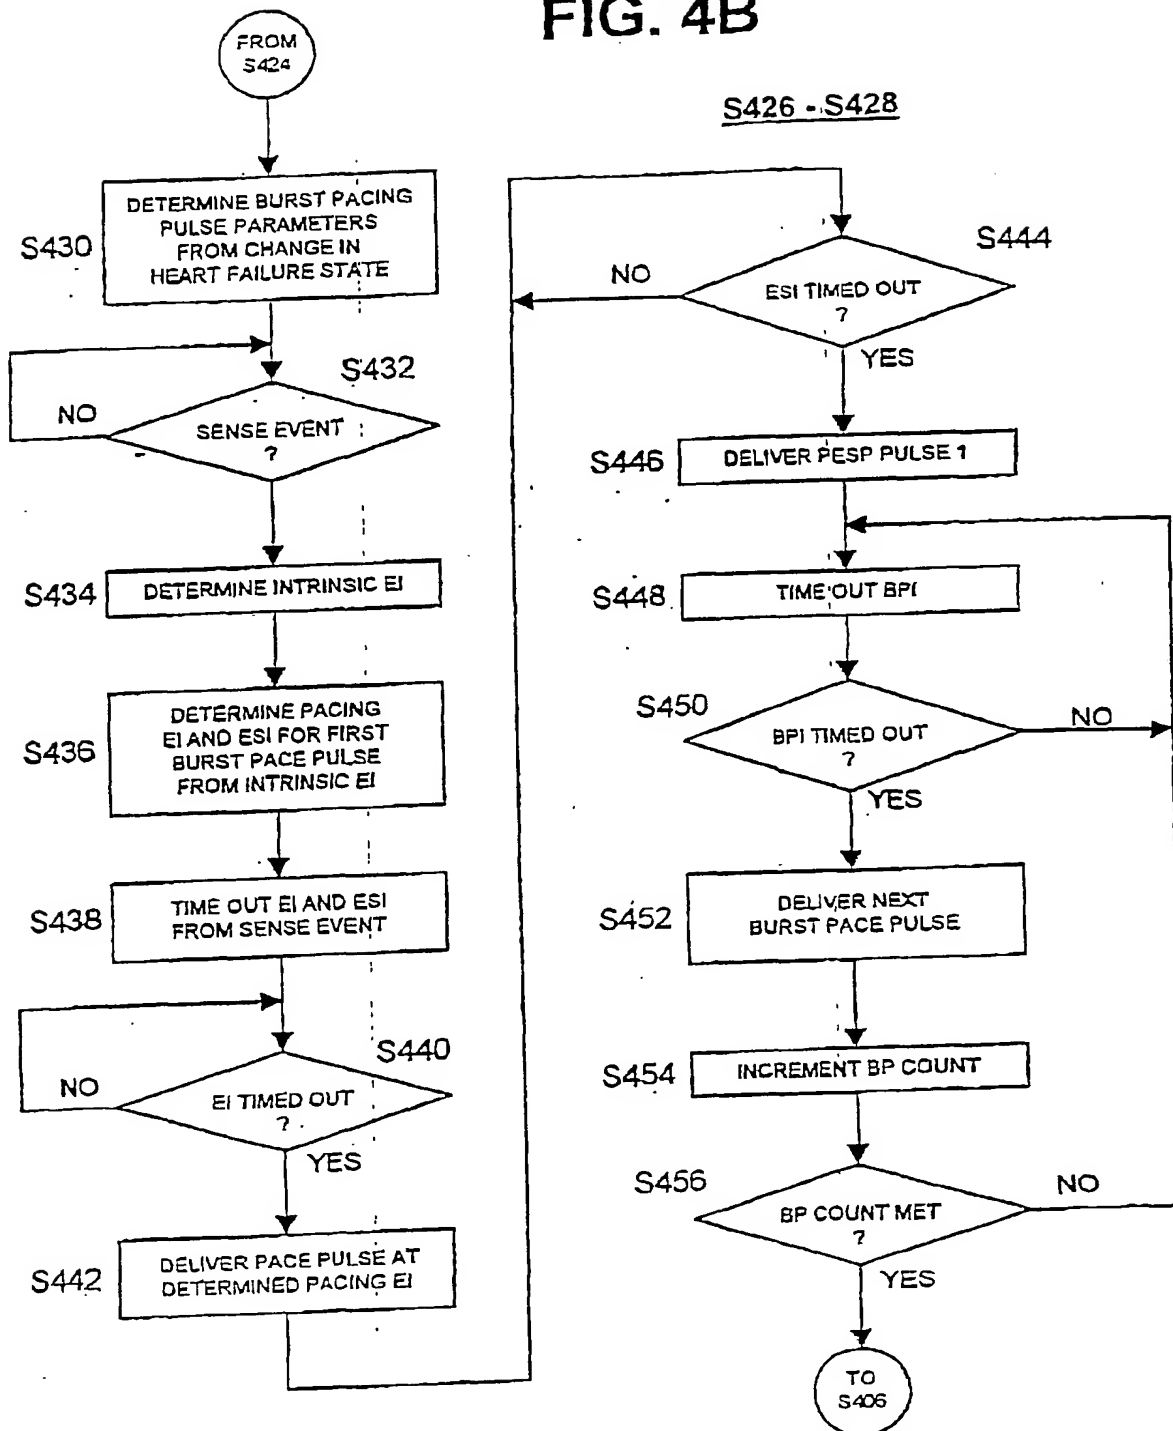 FIG. 4B
S426 - S428
FROM
S424
S430
DETERMINE BURST PACING
PULSE PARAMETERS
FROM CHANGE IN
HEART FAILURE STATE
S432
NO
SENSE EVENT
?
S434
DETERMINE INTRINSIC EI
S436
DETERMINE PACING
EI AND ESI FOR FIRST
BURST PACE PULSE
FROM INTRINSIC EI
S438
TIME OUT EI AND ESI
FROM SENSE EVENT
S440
NO
EI TIMED OUT
?
YES
S442
DELIVER PACE PULSE AT
DETERMINED PACING EI
S444
NO
ESI TIMED OUT
?
YES
S446
DELIVER PESP PULSE 1
S448
TIME OUT BPI
S450
BPI TIMED OUT
?
NO
YES
S452
DELIVER NEXT
BURST PACE PULSE
S454
INCREMENT BP COUNT
S456
BP COUNT MET
?
NO
YES
TO
S406